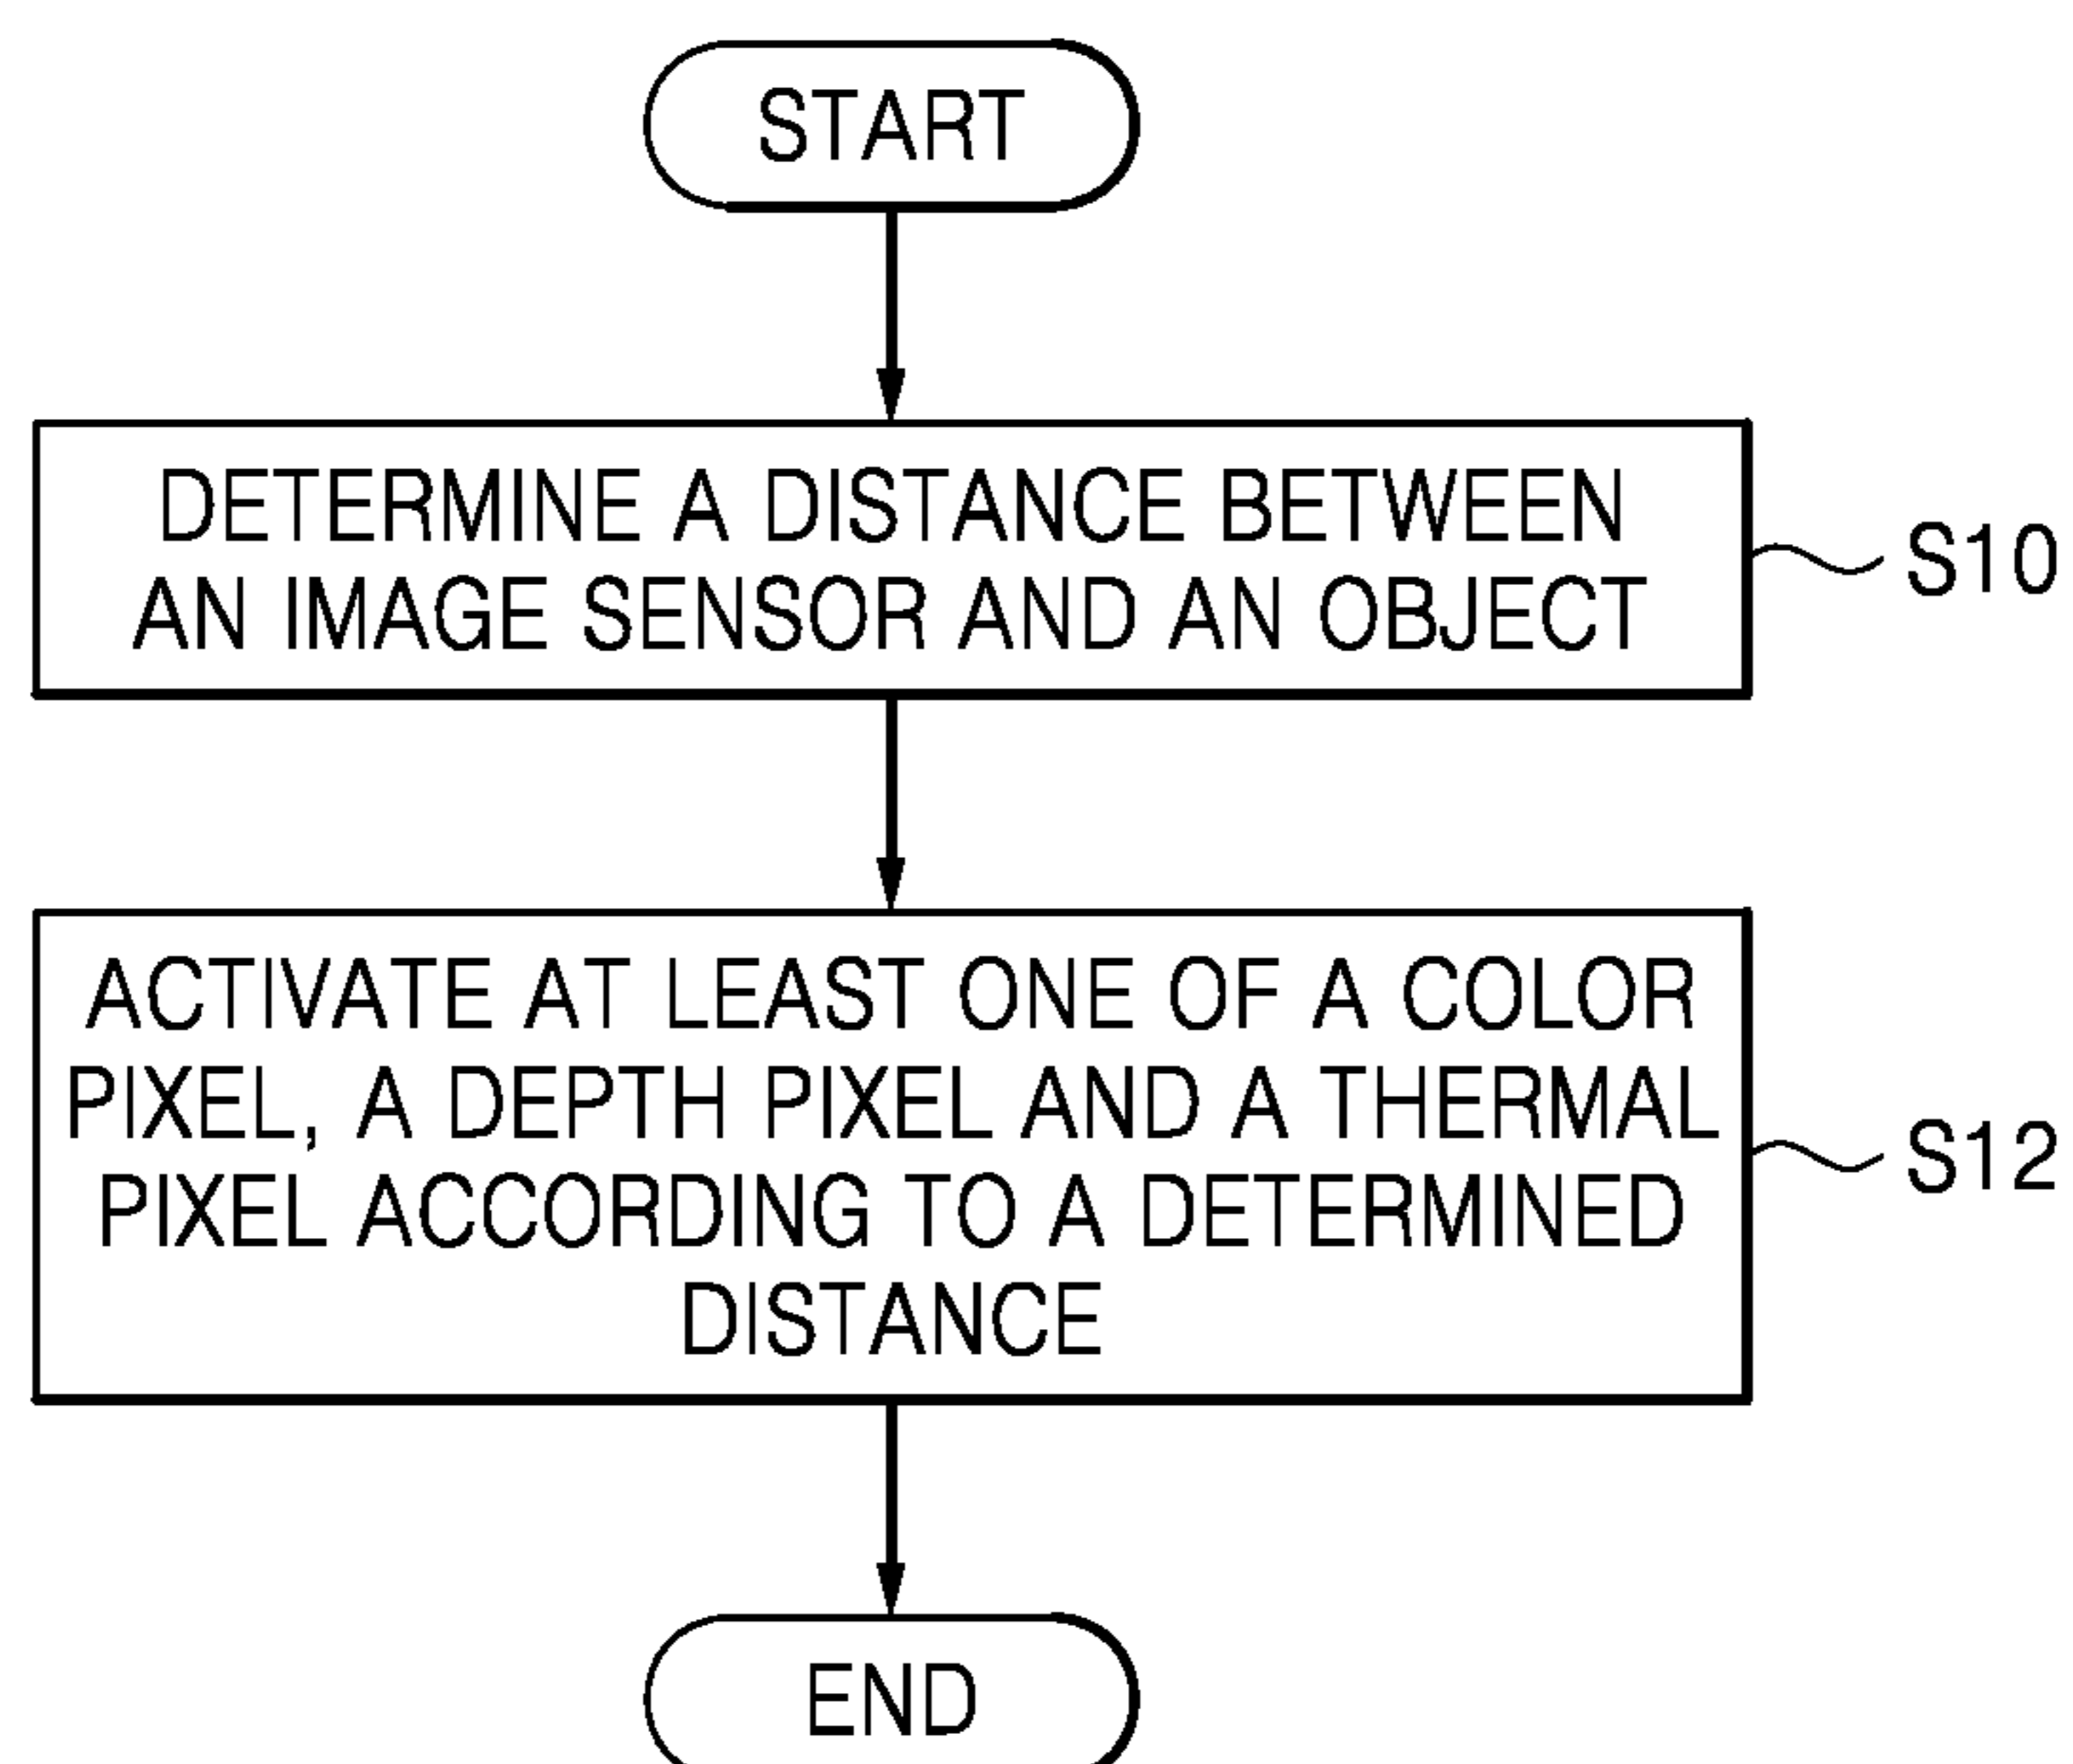 START
DETERMINE A DISTANCE BETWEEN
AN IMAGE SENSOR AND AN OBJECT
S10
ACTIVATE AT LEAST ONE OF A COLOR
PIXEL, A DEPTH PIXEL AND A THERMAL
PIXEL ACCORDING TO A DETERMINED
DISTANCE
S12
END